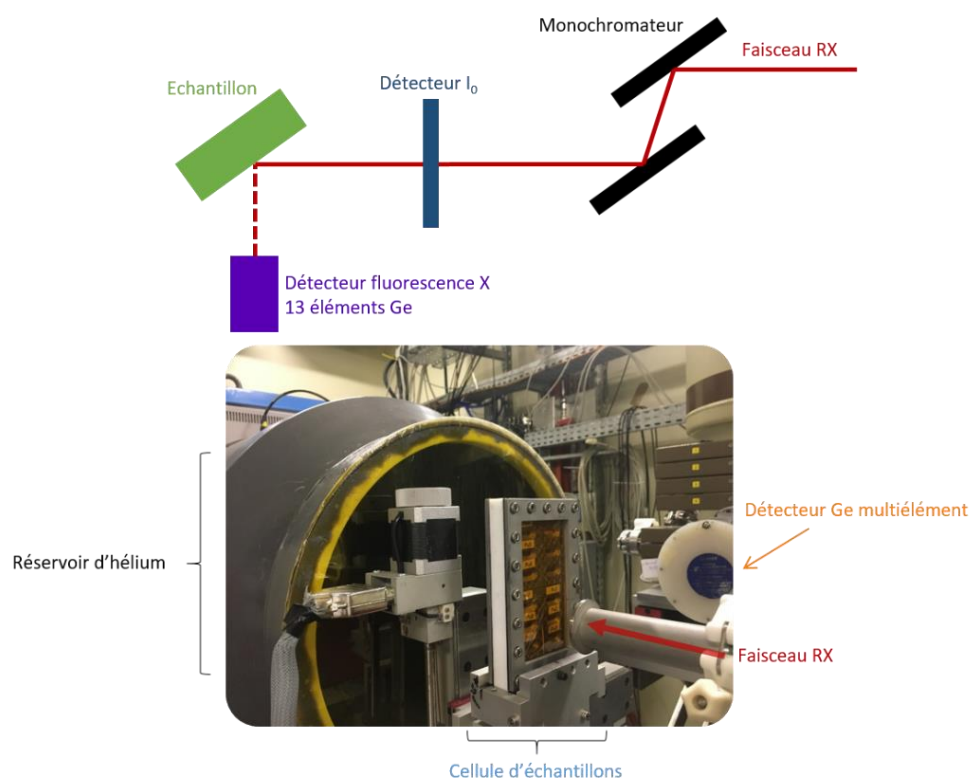 Monochromateur
Faisceau RX
Echantillon
Détecteur I₀
Détecteur fluorescence X
13 éléments Ge
Détecteur Ge multiélément
Réservoir d'hélium
Faisceau RX
Cellule d'échantillons